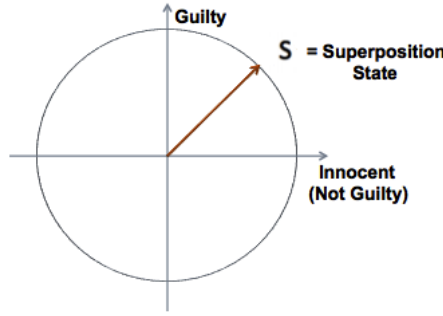 Guilty
S = Superposition
State
Innocent
(Not Guilty)